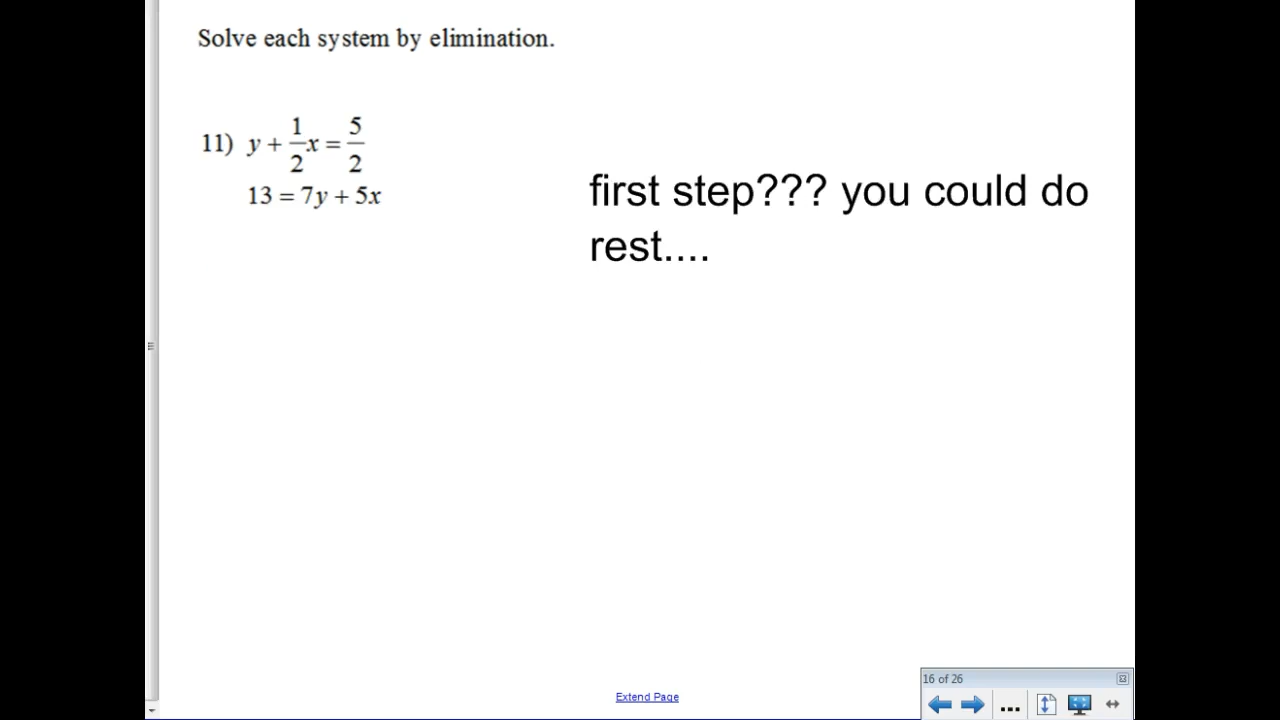 Solve each system by elimination.
11) y + 1/2 x = 5/2
13 = 7y + 5x
first step??? you could do
rest....
Extend Page
16 of 26
...